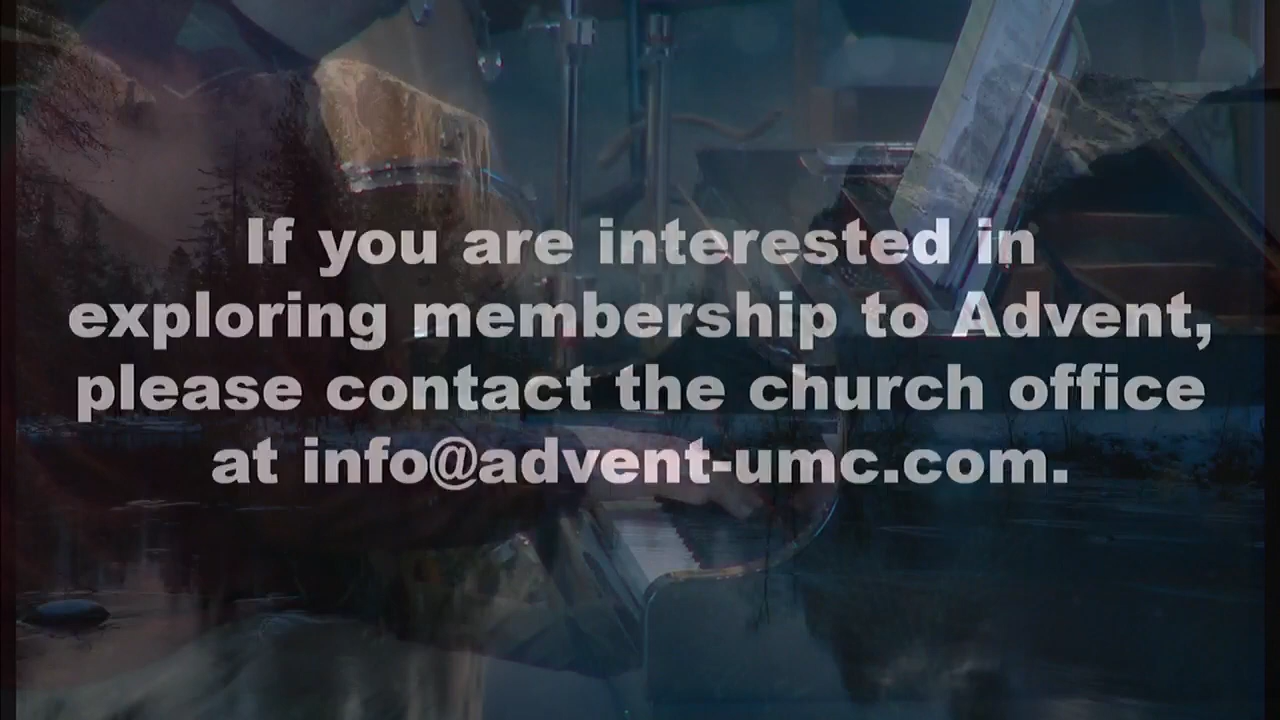 If you are interested in
exploring membership to Advent,
please contact the church office
at info@advent-umc.com.